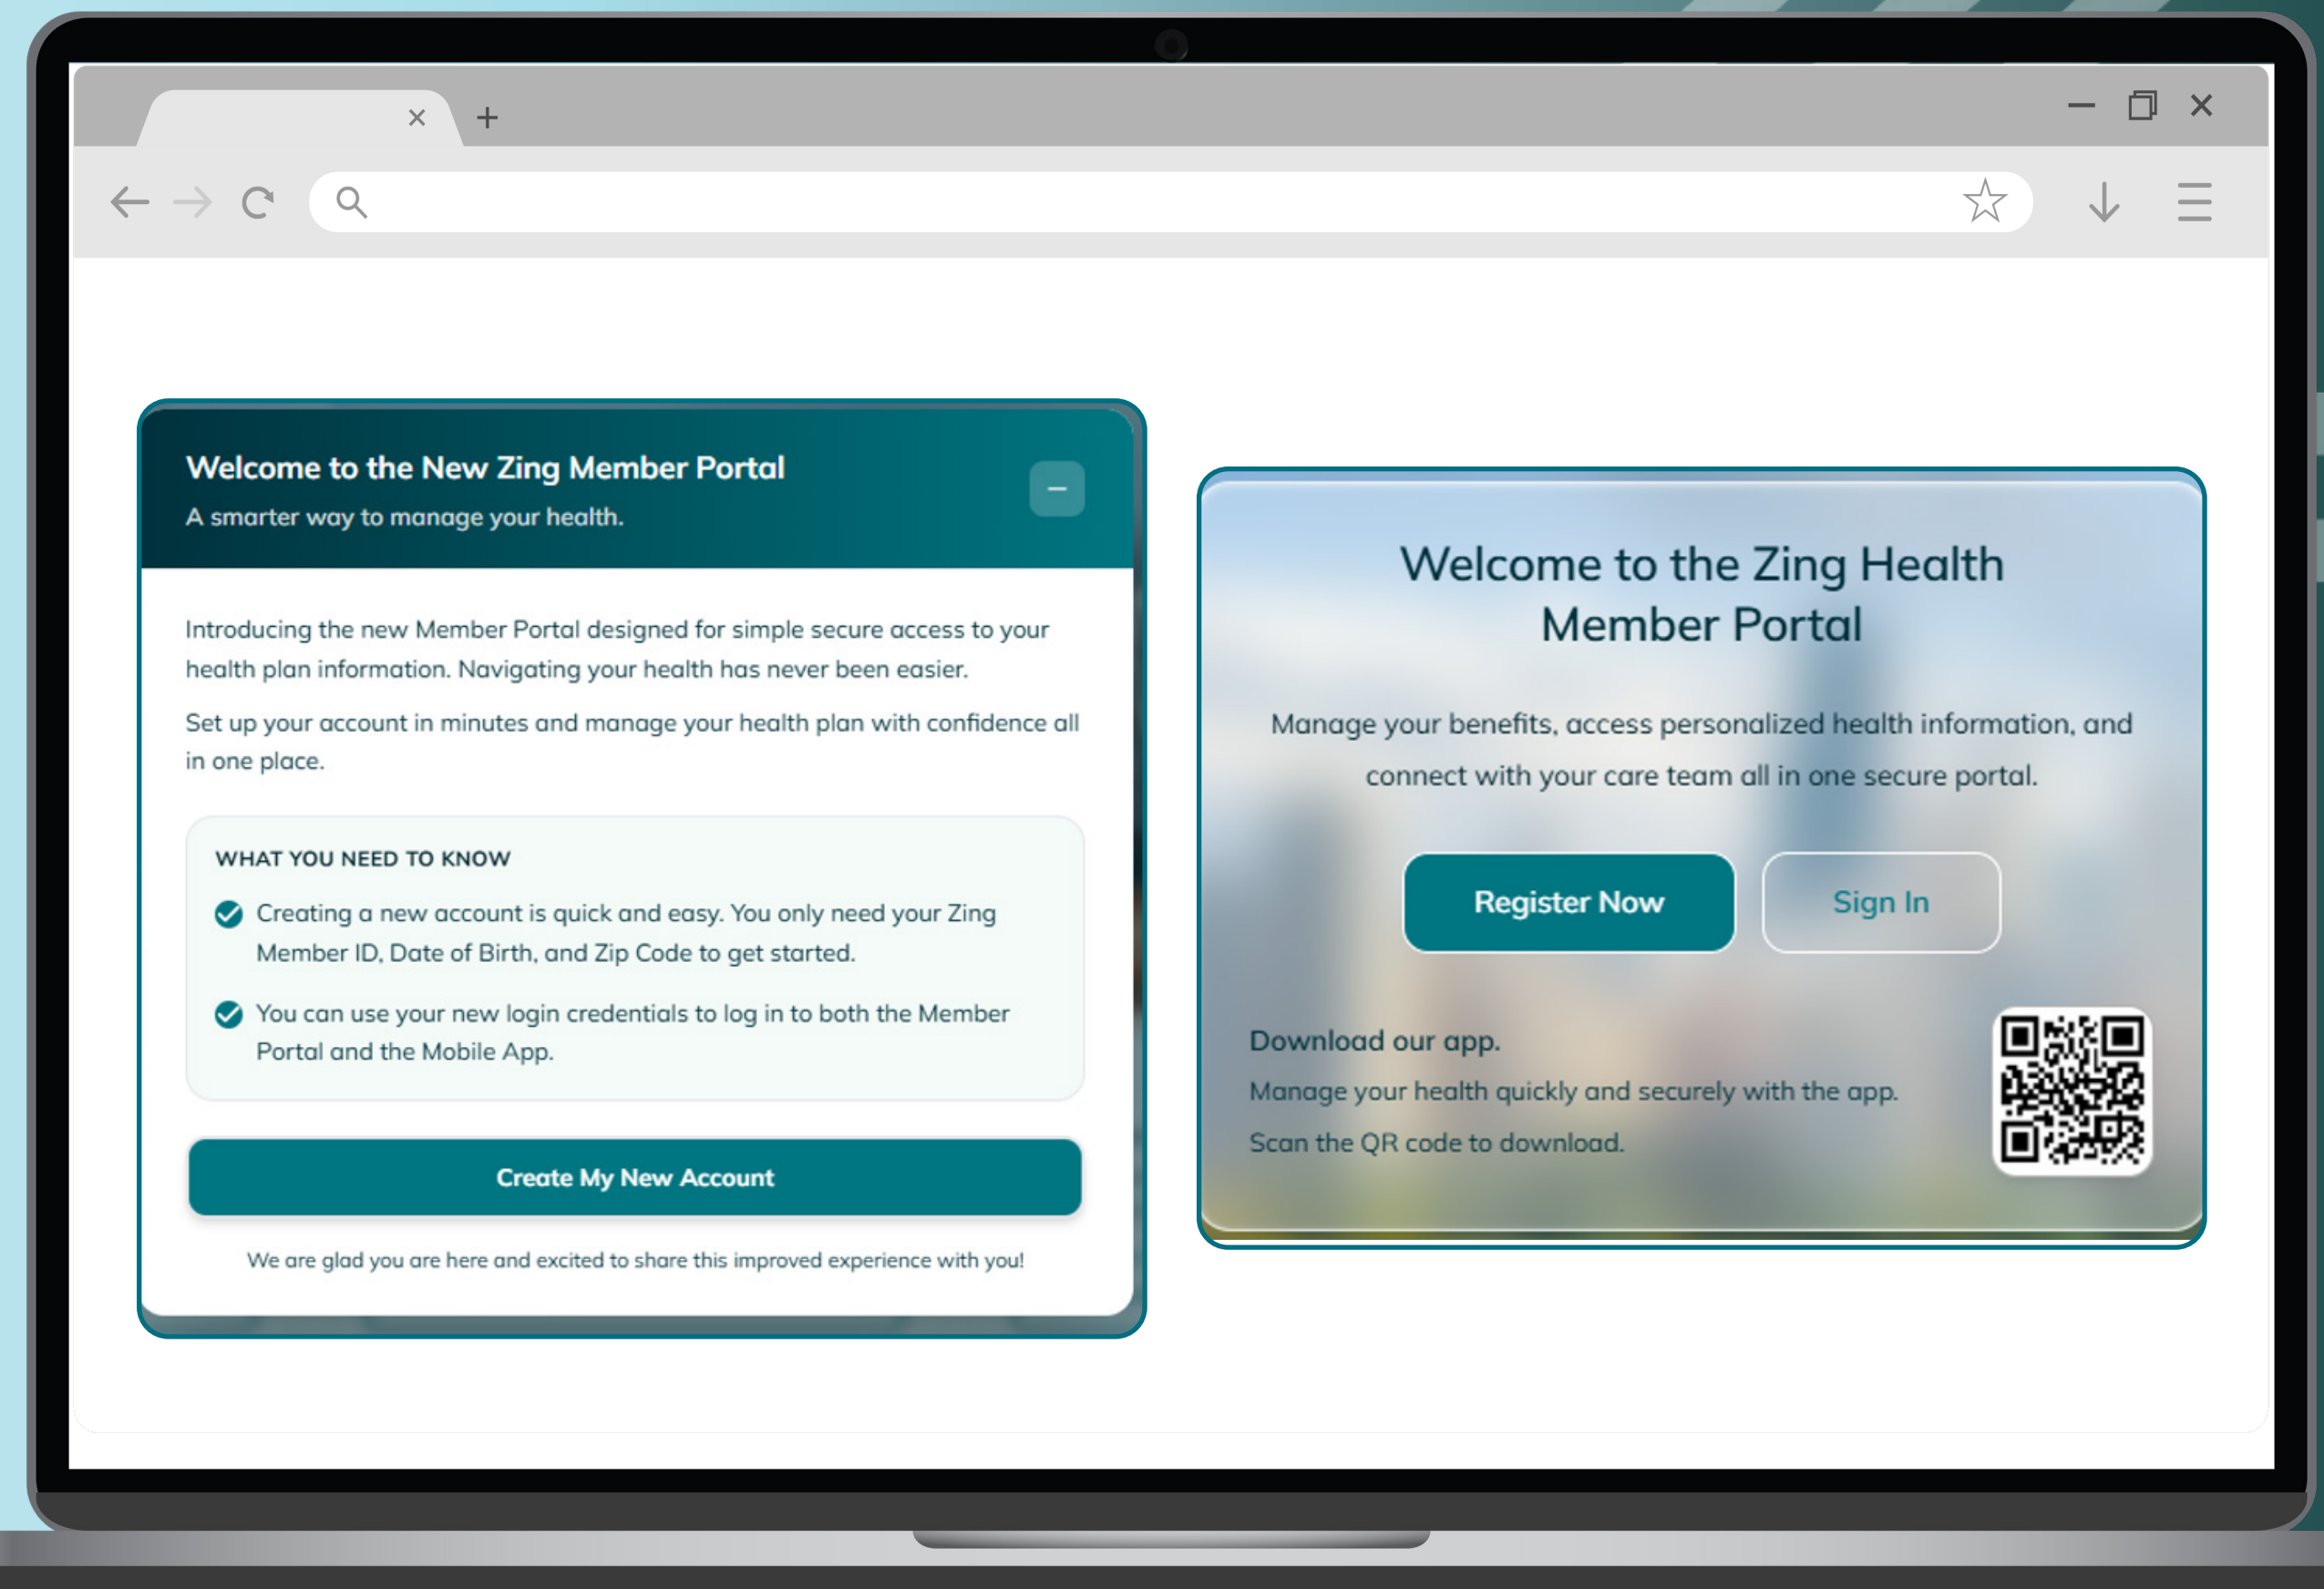 Welcome to the New Zing Member Portal
A smarter way to manage your health.
Introducing the new Member Portal designed for simple secure access to your
health plan information. Navigating your health has never been easier.
Set up your account in minutes and manage your health plan with confidence all
in one place.
WHAT YOU NEED TO KNOW
Creating a new account is quick and easy. You only need your Zing
Member ID, Date of Birth, and Zip Code to get started.
You can use your new login credentials to log in to both the Member
Portal and the Mobile App.
Create My New Account
We are glad you are here and excited to share this improved experience with you!
Welcome to the Zing Health
Member Portal
Manage your benefits, access personalized health information, and
connect with your care team all in one secure portal.
Register Now
Sign In
Download our app.
Manage your health quickly and securely with the app.
Scan the QR code to download.